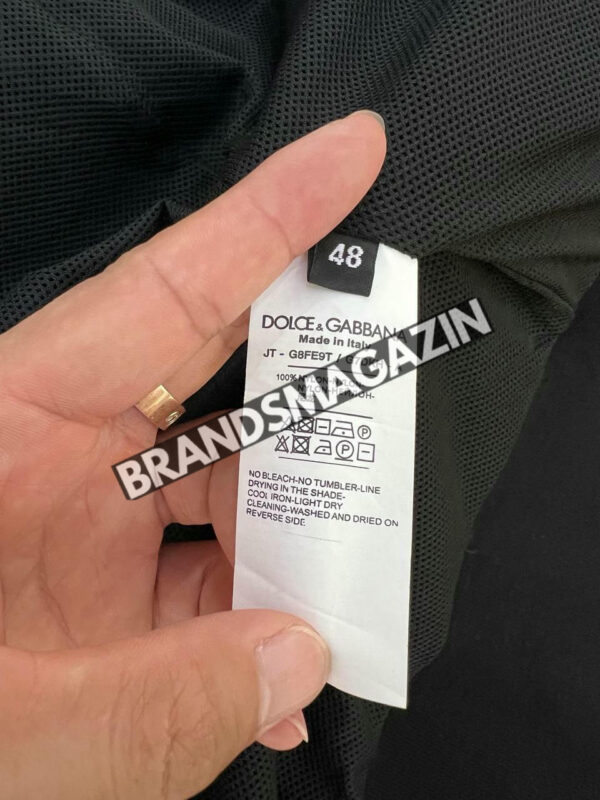 48
DOLCE & GABBANA
Made in Italy
JT - G8FE9T /
BRANDSMAGAZIN
100% NYLON
P
P
NO BLEACH-NO TUMBLER-LINE
DRYING IN THE SHADE-
COOL IRON-LIGHT DRY
CLEANING-WASHED AND DRIED ON
REVERSE SIDE